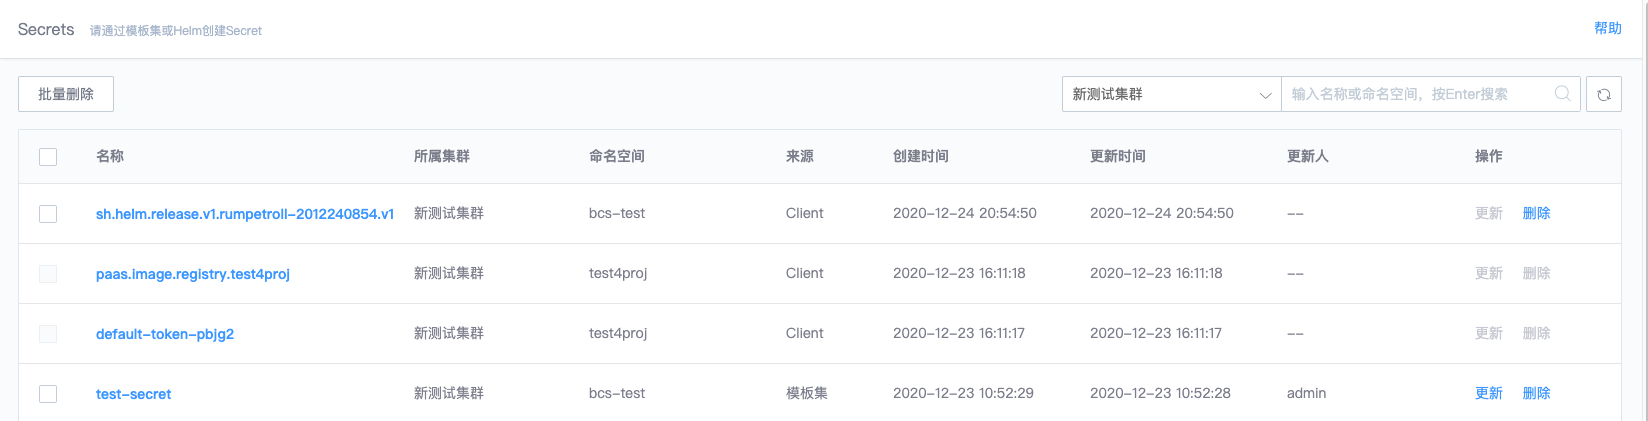 Secrets 请通过模板集或Helm创建Secret 帮助
批量删除 新测试集群 输入名称或命名空间，按Enter搜索
名称 所属集群 命名空间 来源 创建时间 更新时间 更新人 操作
sh.helm.release.v1.rumpetroll-2012240854.v1 新测试集群 bcs-test Client 2020-12-24 20:54:50 2020-12-24 20:54:50 -- 更新 删除
paas.image.registry.test4proj 新测试集群 test4proj Client 2020-12-23 16:11:18 2020-12-23 16:11:18 -- 更新 删除
default-token-pbjg2 新测试集群 test4proj Client 2020-12-23 16:11:17 2020-12-23 16:11:17 -- 更新 删除
test-secret 新测试集群 bcs-test 模板集 2020-12-23 10:52:29 2020-12-23 10:52:28 admin 更新 删除